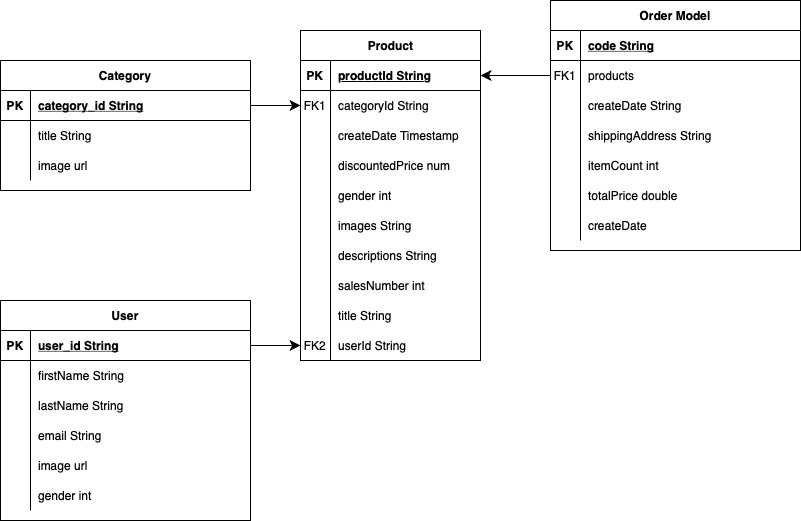 Category
PK category_id String
title String
image url
User
PK user_id String
firstName String
lastName String
email String
image url
gender int
Product
PK productId String
FK1 categoryId String
createDate Timestamp
discountedPrice num
gender int
images String
descriptions String
salesNumber int
title String
FK2 userId String
Order Model
PK code String
FK1 products
createDate String
shippingAddress String
itemCount int
totalPrice double
createDate